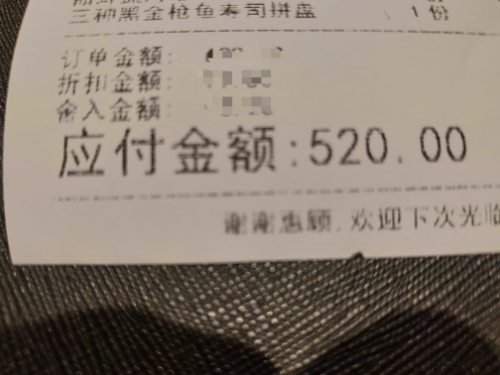 三种黑金枪鱼寿司拼盘 1份
订单金额:
折扣金额:
舍入金额:
应付金额:520.00
谢谢惠顾,欢迎下次光临